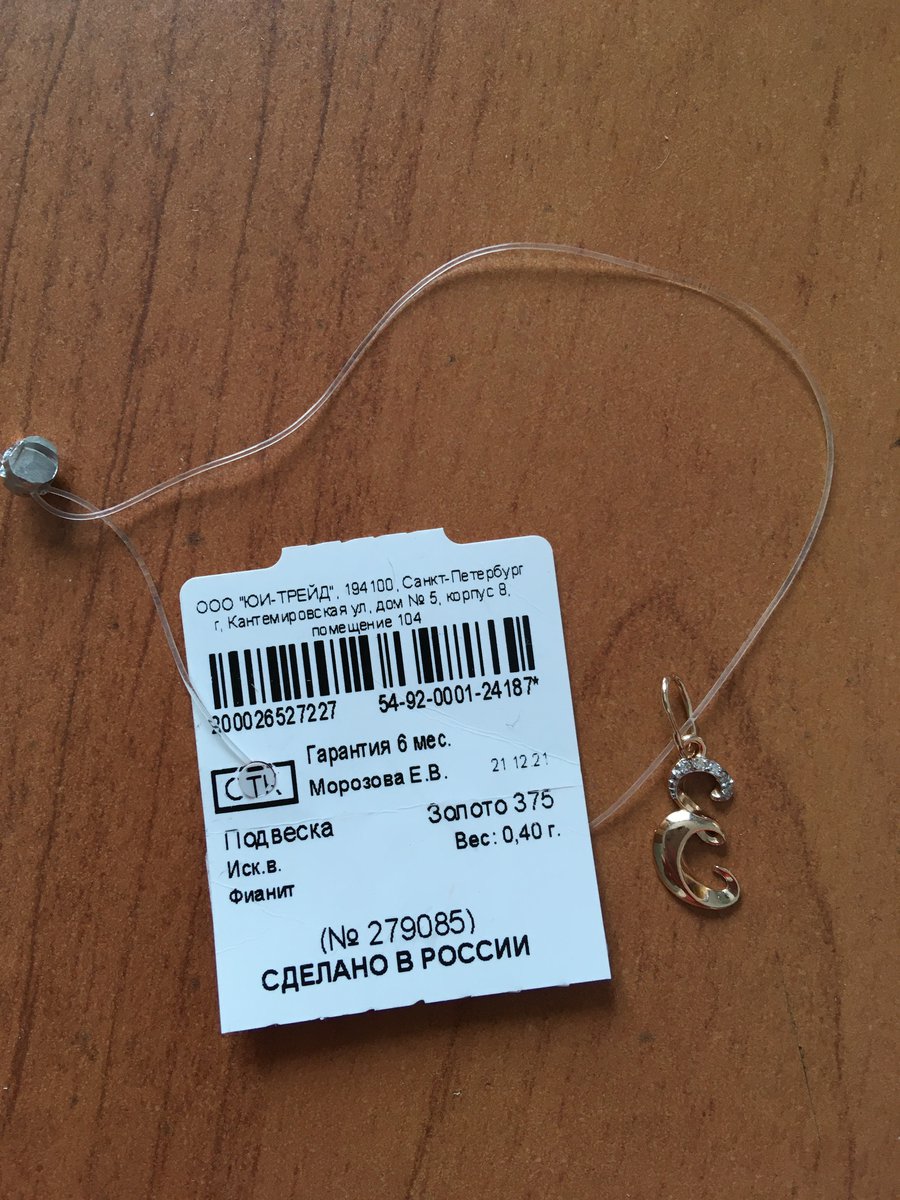 ООО "ЮИ-ТРЕЙД", 194100, Санкт-Петербург
г, Кантемировская ул, дом № 5, корпус 8,
помещение 104
200026527227 54-92-0001-24187*
Гарантия 6 мес.
СТК Морозова Е.В. 21.12.21
Подвеска Золото 375
Иск.в. Вес: 0,40 г.
Фианит
(№ 279085)
СДЕЛАНО В РОССИИ